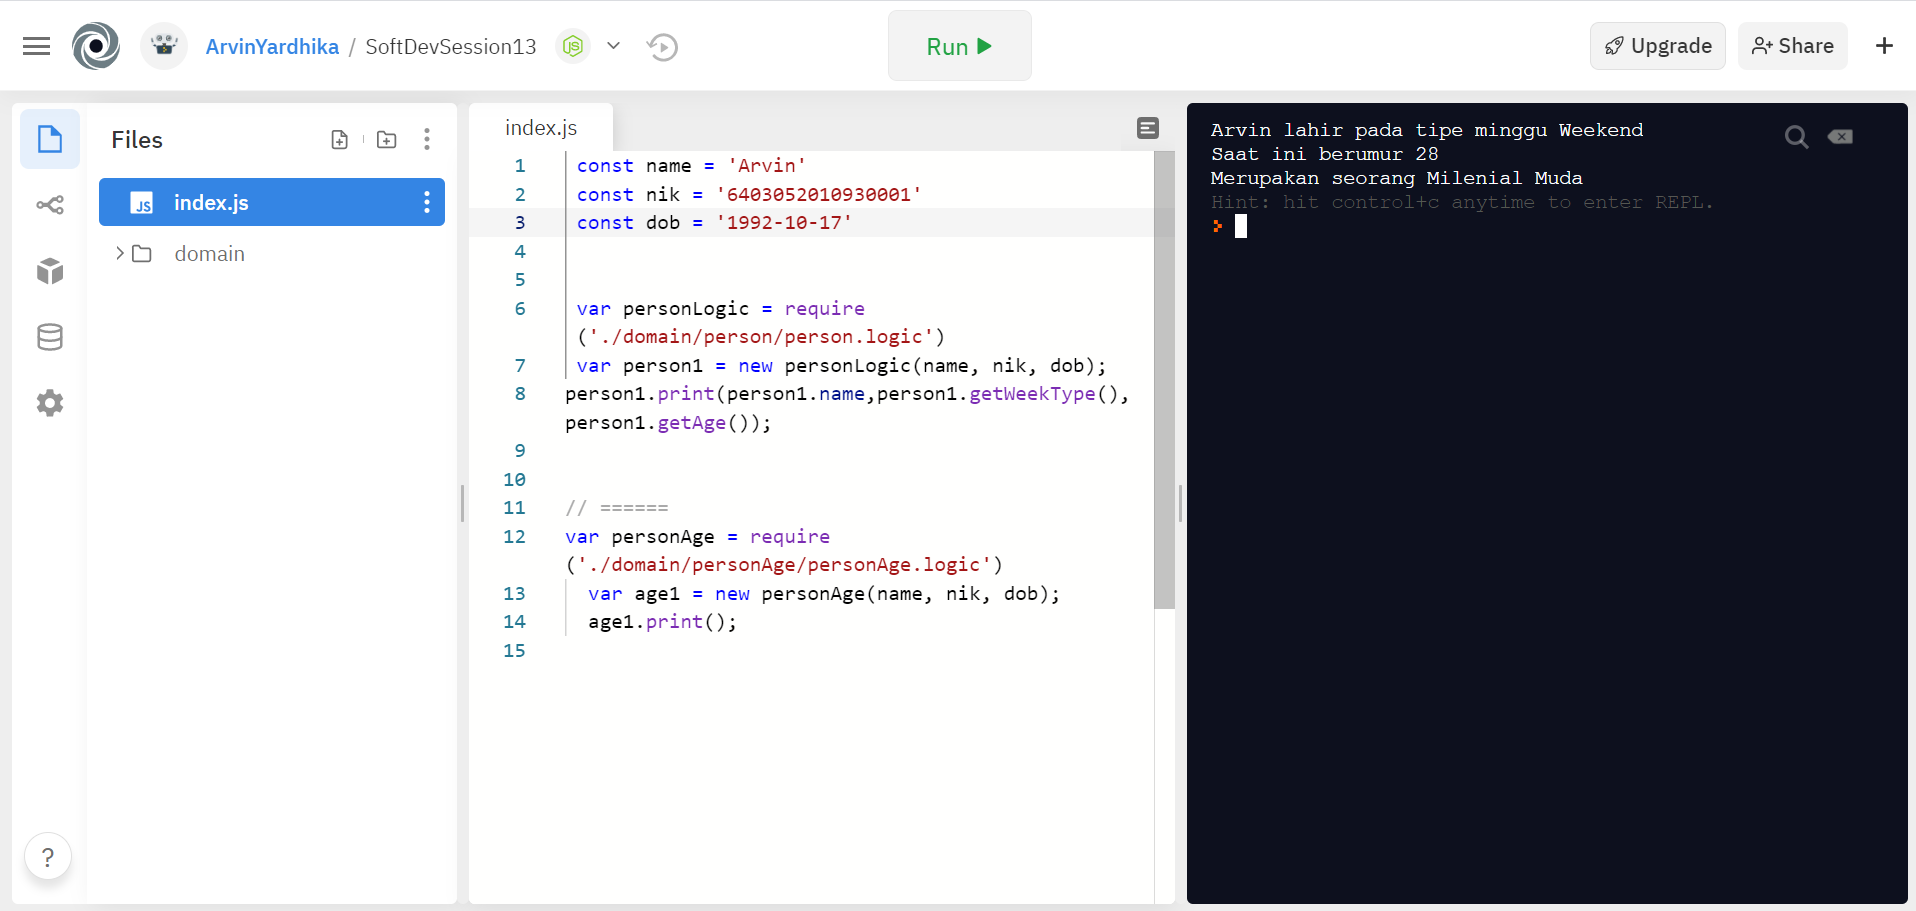 ArvinYardhika / SoftDevSession13
Run
Upgrade
Share
Files
index.js
domain
index.js
1 const name = 'Arvin'
2 const nik = '6403052010930001'
3 const dob = '1992-10-17'
4
5
6 var personLogic = require
('./domain/person/person.logic')
7 var person1 = new personLogic(name, nik, dob);
8 person1.print(person1.name,person1.getWeekType(),
person1.getAge());
9
10
11 // ======
12 var personAge = require
('./domain/personAge/personAge.logic')
13 var age1 = new personAge(name, nik, dob);
14 age1.print();
15
Arvin lahir pada tipe minggu Weekend
Saat ini berumur 28
Merupakan seorang Milenial Muda
Hint: hit control+c anytime to enter REPL.
>
?